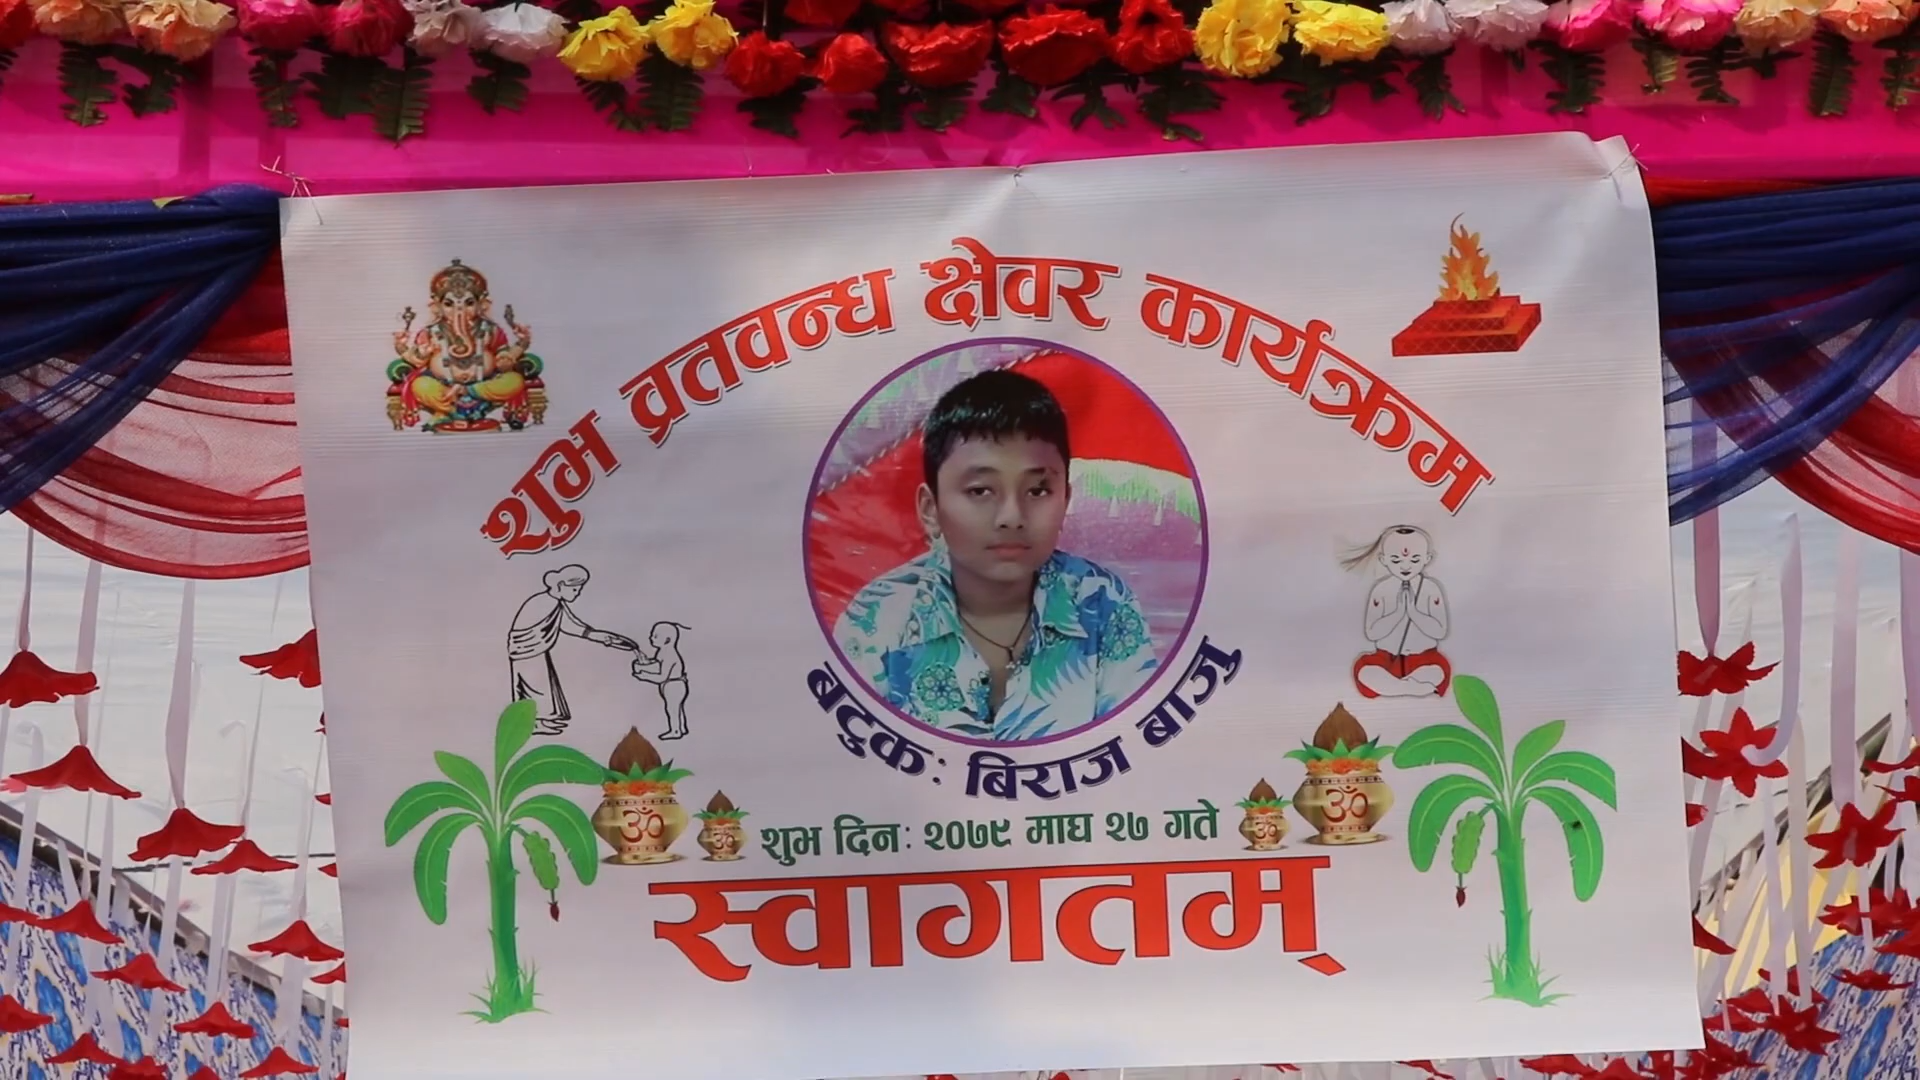 शुभ व्रतवन्ध क्षेवर कार्यक्रम
बटुक: बिराज बाजु
ॐ ॐ शुभ दिन: २०७९ माघ २७ गते ॐ ॐ
स्वागतम्